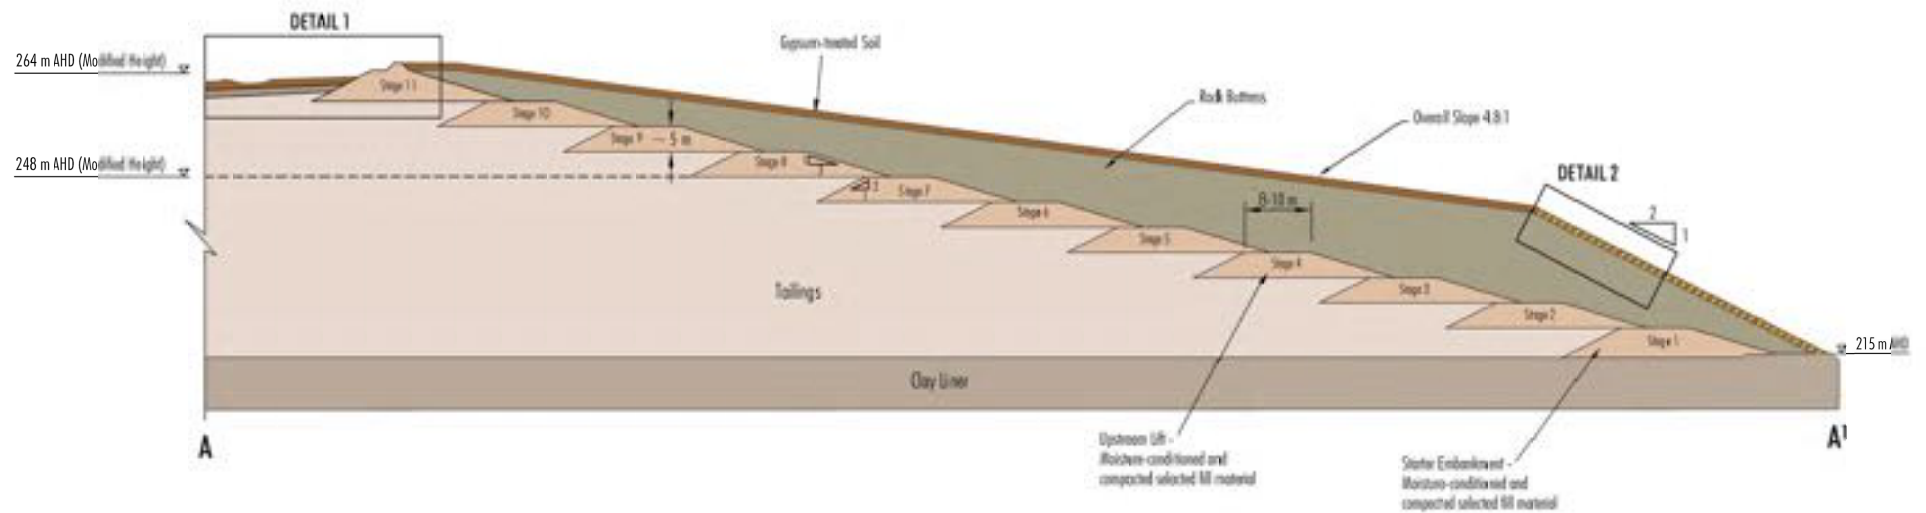 DETAIL 1
264 m AHD (Modified Height)
Gypsum-treated Soil
Stage 11
Rock Buttress
Overall Slope 4.8:1
Stage 10
Stage 9
~ 5 m
248 m AHD (Modified Height)
Stage 8
DETAIL 2
3
Stage 7
8-10 m
2
1
Stage 6
Stage 5
Stage 4
Tailings
Stage 3
Stage 2
Stage 1
215 m AHD
Clay Liner
A
A1
Upstream Lift -
Moisture-conditioned and
compacted selected fill material
Starter Embankment -
Moisture-conditioned and
compacted selected fill material